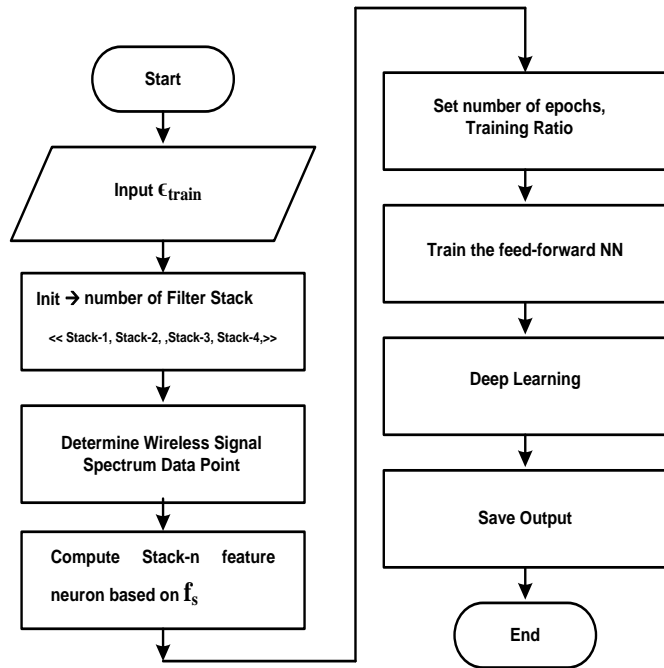 Start
Input ϵtrain
Init → number of Filter Stack
<< Stack-1, Stack-2, ,Stack-3, Stack-4,>>
Determine Wireless Signal
Spectrum Data Point
Compute Stack-n feature
neuron based on fs
Set number of epochs,
Training Ratio
Train the feed-forward NN
Deep Learning
Save Output
End